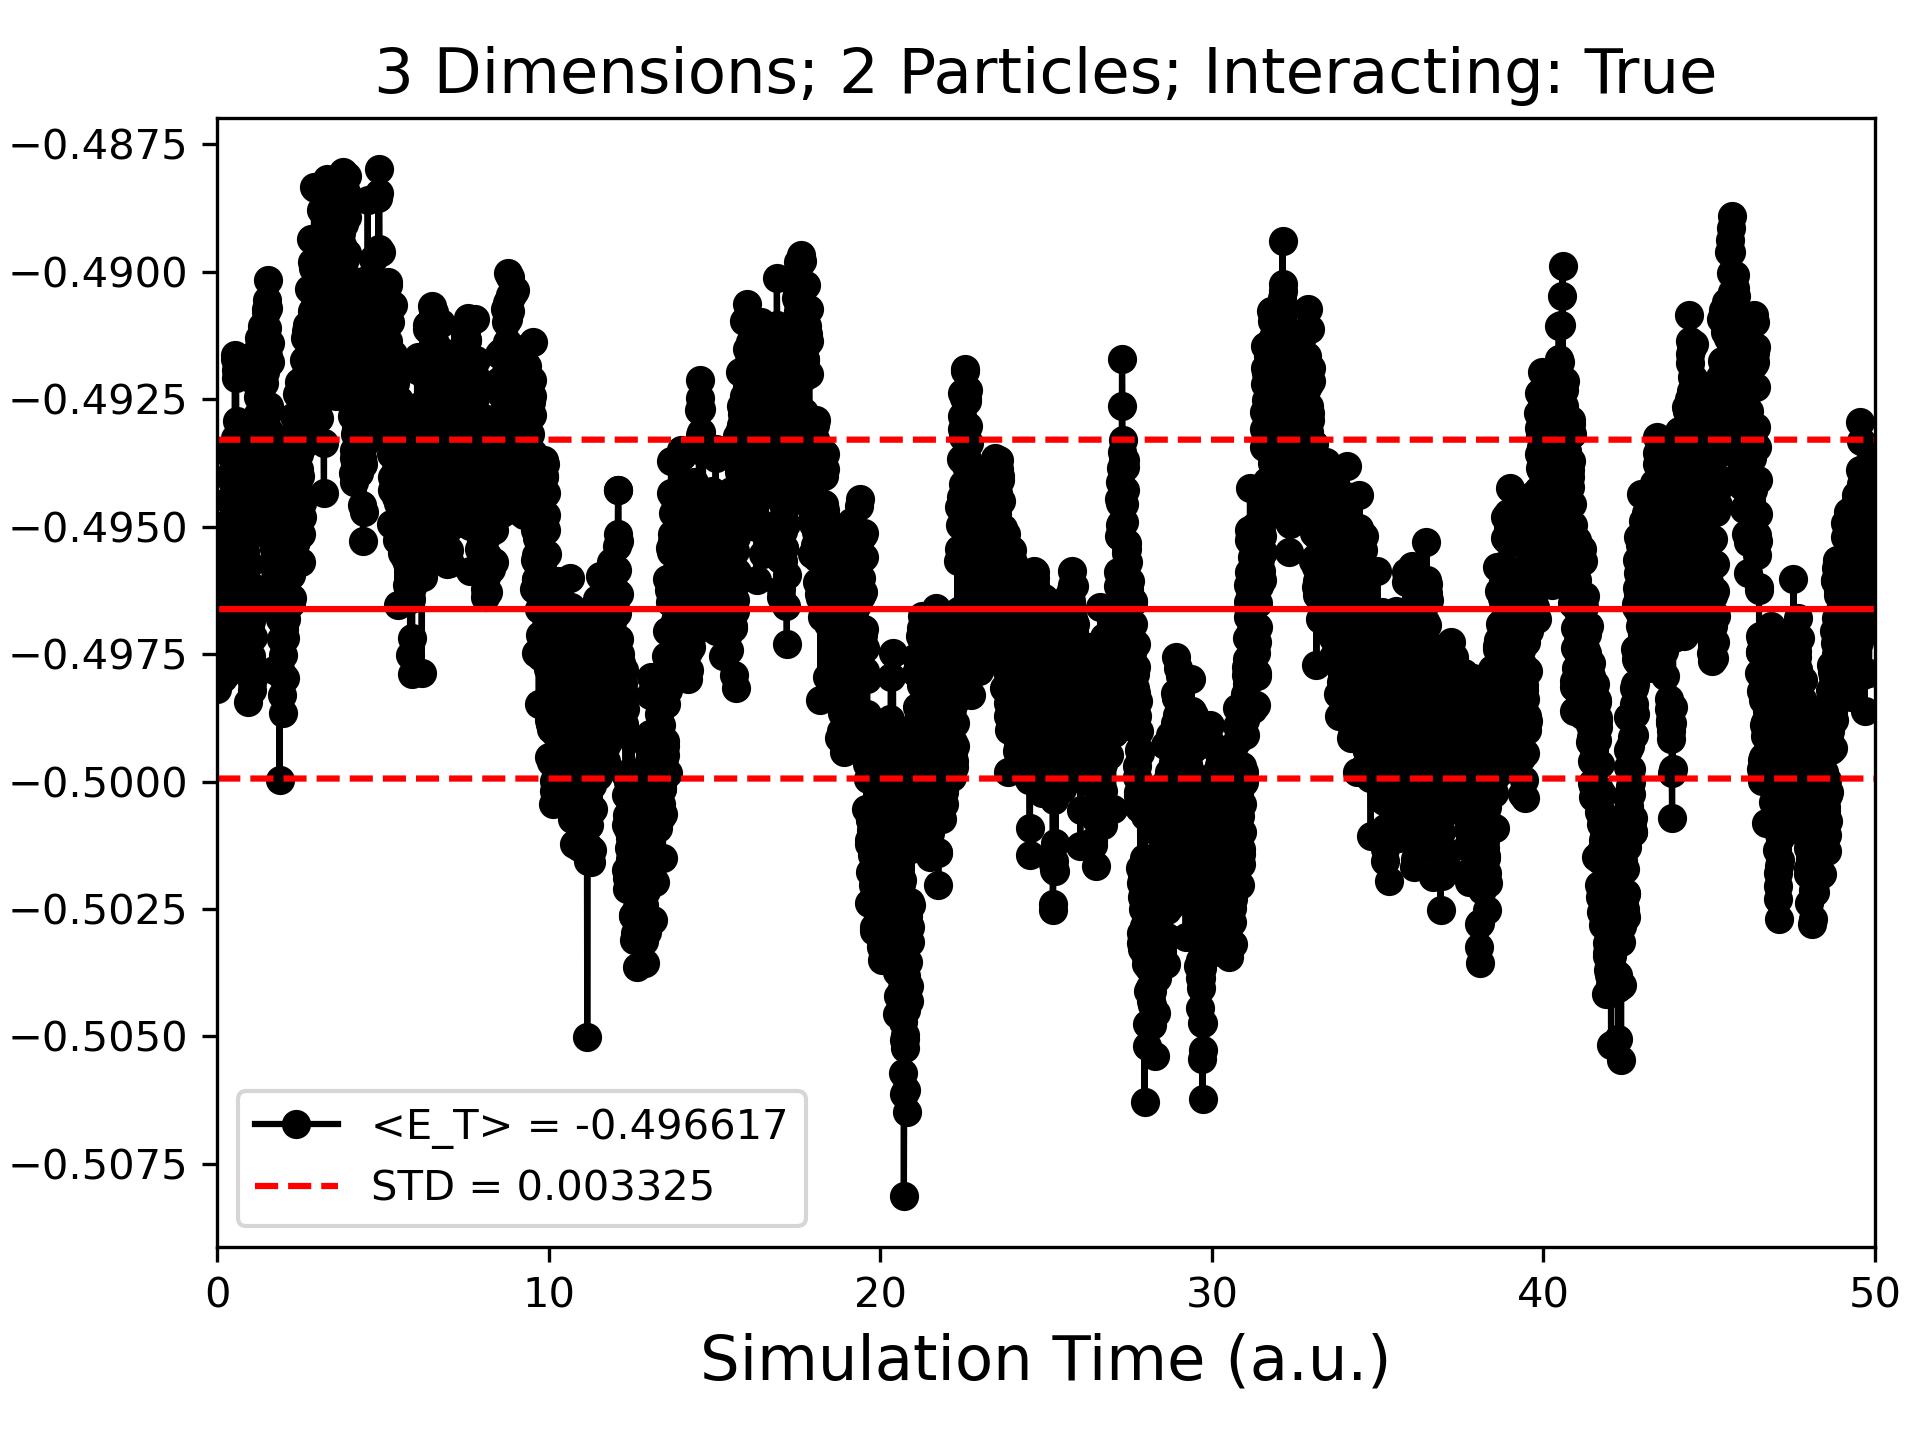 3 Dimensions; 2 Particles; Interacting: True
−0.4875
−0.4900
−0.4925
−0.4950
−0.4975
−0.5000
−0.5025
−0.5050
−0.5075
<E_T> = -0.496617
STD = 0.003325
0 10 20 30 40 50
Simulation Time (a.u.)